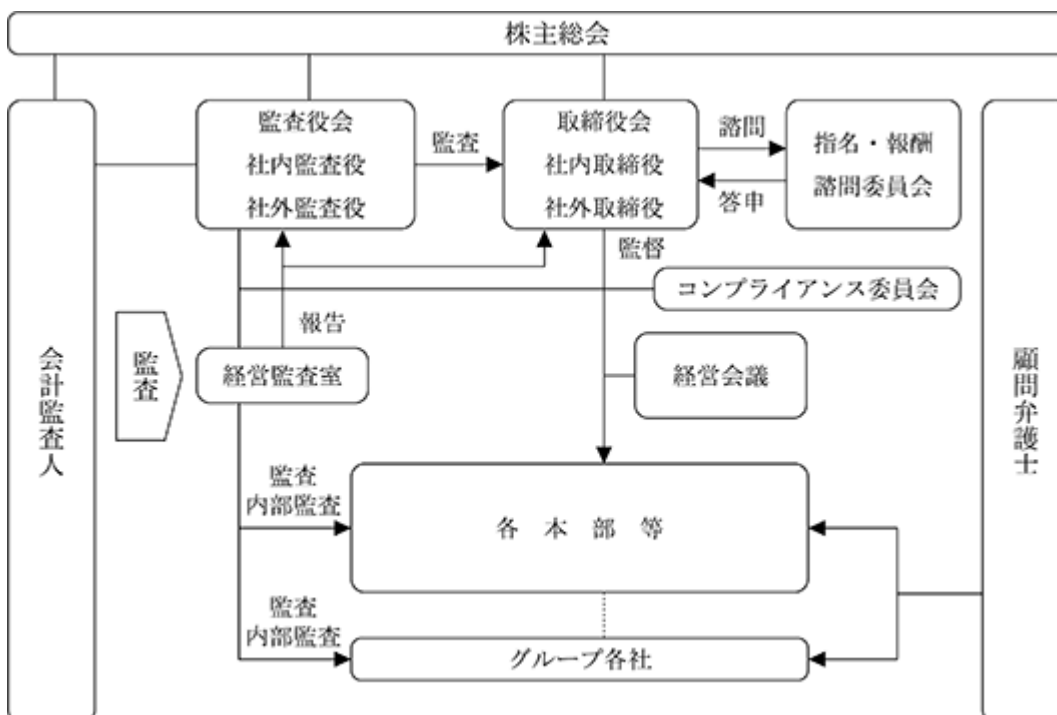 株主総会
監査役会
社内監査役
社外監査役
監査
取締役会
社内取締役
社外取締役
諮問
答申
指名・報酬
諮問委員会
監督
コンプライアンス委員会
報告
監査
経営監査室
経営会議
会計監査人
顧問弁護士
監査
内部監査
各本部等
監査
内部監査
グループ各社